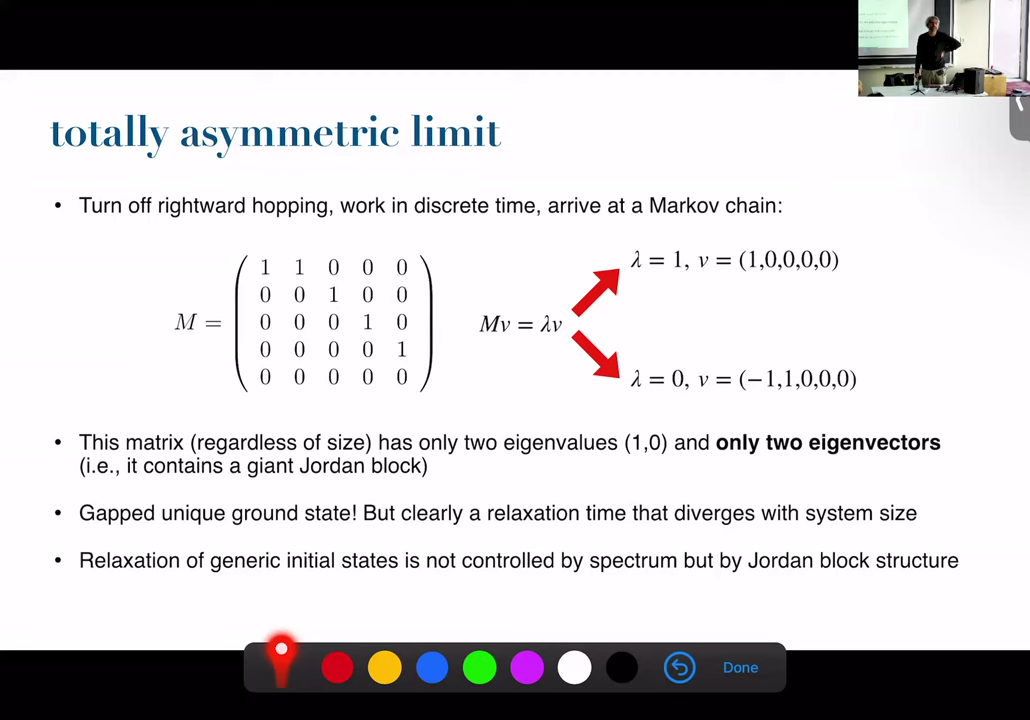 totally asymmetric limit
• Turn off rightward hopping, work in discrete time, arrive at a Markov chain:
M =
1 1 0 0 0
0 0 1 0 0
0 0 0 1 0
0 0 0 0 1
0 0 0 0 0
Mv = λv
λ = 1, v = (1,0,0,0,0)
λ = 0, v = (−1,1,0,0,0)
• This matrix (regardless of size) has only two eigenvalues (1,0) and only two eigenvectors
(i.e., it contains a giant Jordan block)
• Gapped unique ground state! But clearly a relaxation time that diverges with system size
• Relaxation of generic initial states is not controlled by spectrum but by Jordan block structure
Done